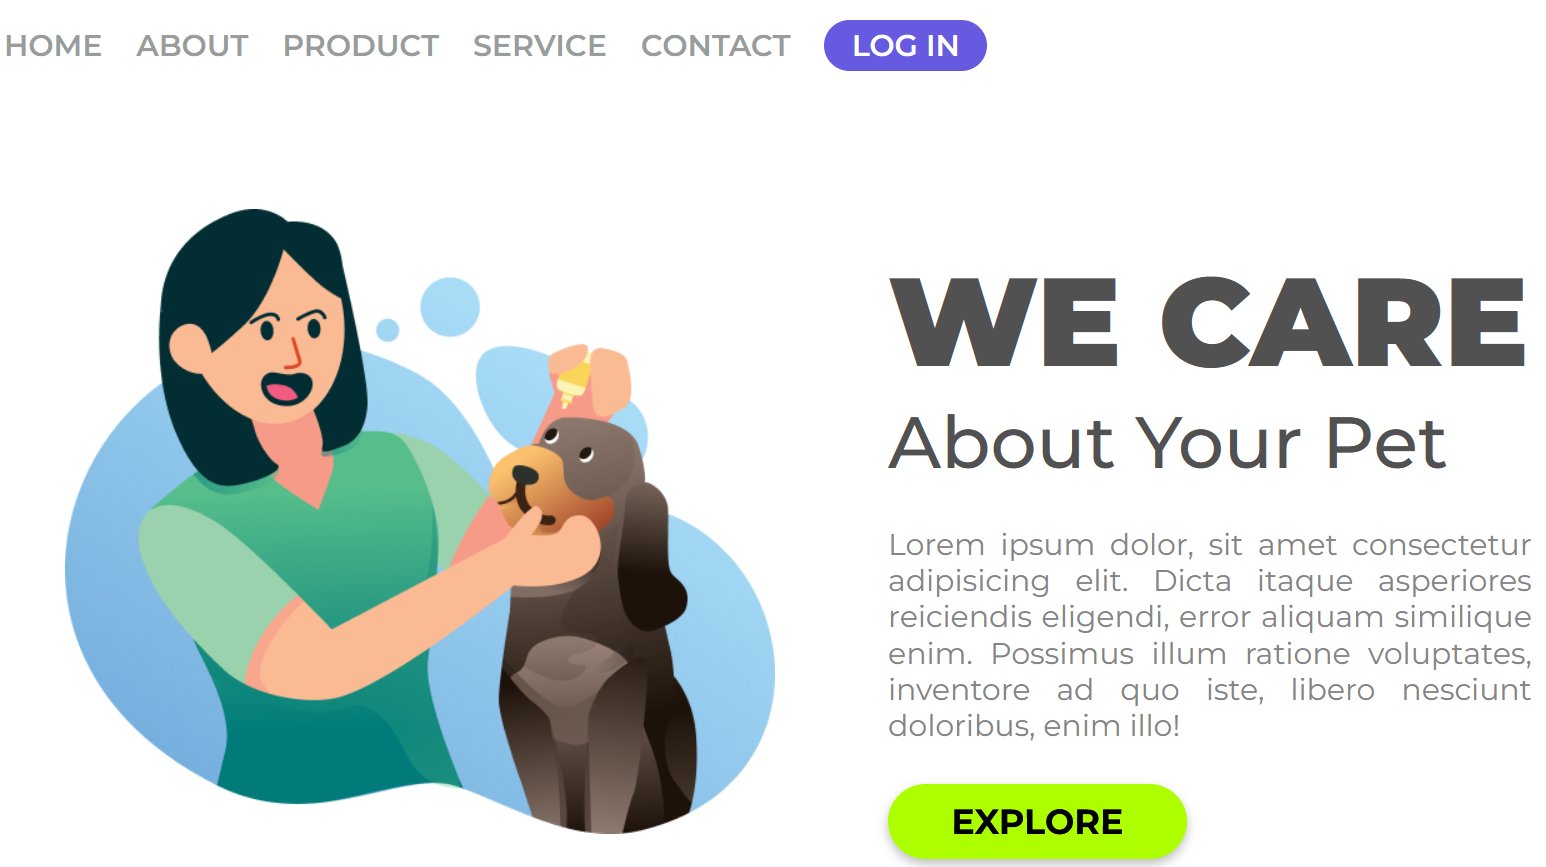 HOME ABOUT PRODUCT SERVICE CONTACT LOG IN
WE CARE
About Your Pet
Lorem ipsum dolor, sit amet consectetur
adipisicing elit. Dicta itaque asperiores
reiciendis eligendi, error aliquam similique
enim. Possimus illum ratione voluptates,
inventore ad quo iste, libero nesciunt
doloribus, enim illo!
EXPLORE